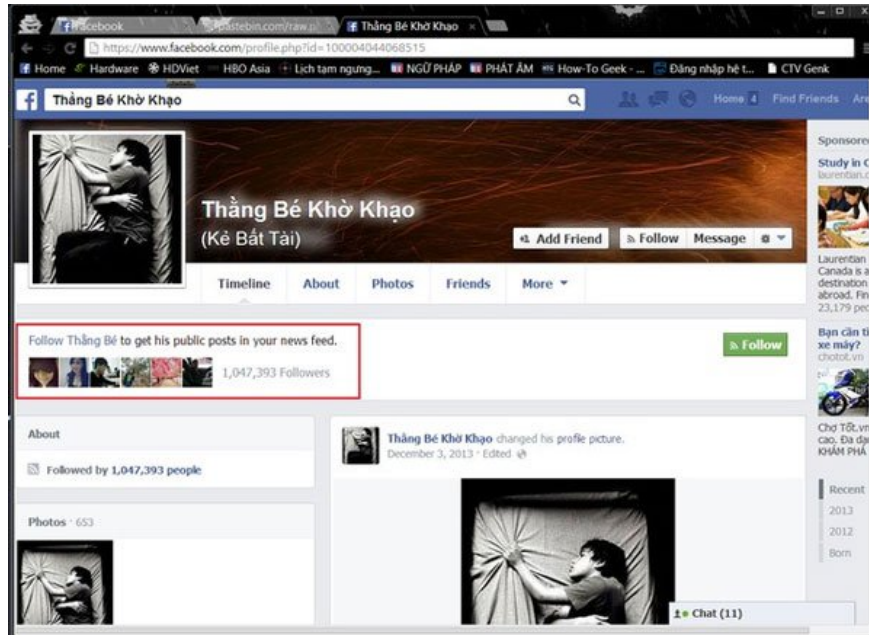 Facebook
pastebin.com/raw.p
Thằng Bé Khờ Khạo
https://www.facebook.com/profile.php?id=100004044068515
Home Hardware HDViet HBO Asia Lịch tạm ngưng... NGỮ PHÁP PHÁT ÂM How-To Geek - ... Đăng nhập hệ t... CTV Genk
Thằng Bé Khờ Khạo
Home 4 Find Friends
Thằng Bé Khờ Khạo
(Kẻ Bất Tài)
Add Friend Follow Message
Timeline About Photos Friends More
Follow Thằng Bé to get his public posts in your news feed.
1,047,393 Followers
Follow
About
Followed by 1,047,393 people
Photos · 653
Thằng Bé Khờ Khạo changed his profile picture.
December 3, 2013 · Edited
Sponsored
Study in C
laurentian.c
Laurentian
Canada is a
destination
abroad. Fin
23,179 peo
Bạn cần tì
xe máy?
chotot.vn
Chợ Tốt.vn
cao. Đa dạ
KHÁM PHÁ
Recent
2013
2012
Born
Chat (11)